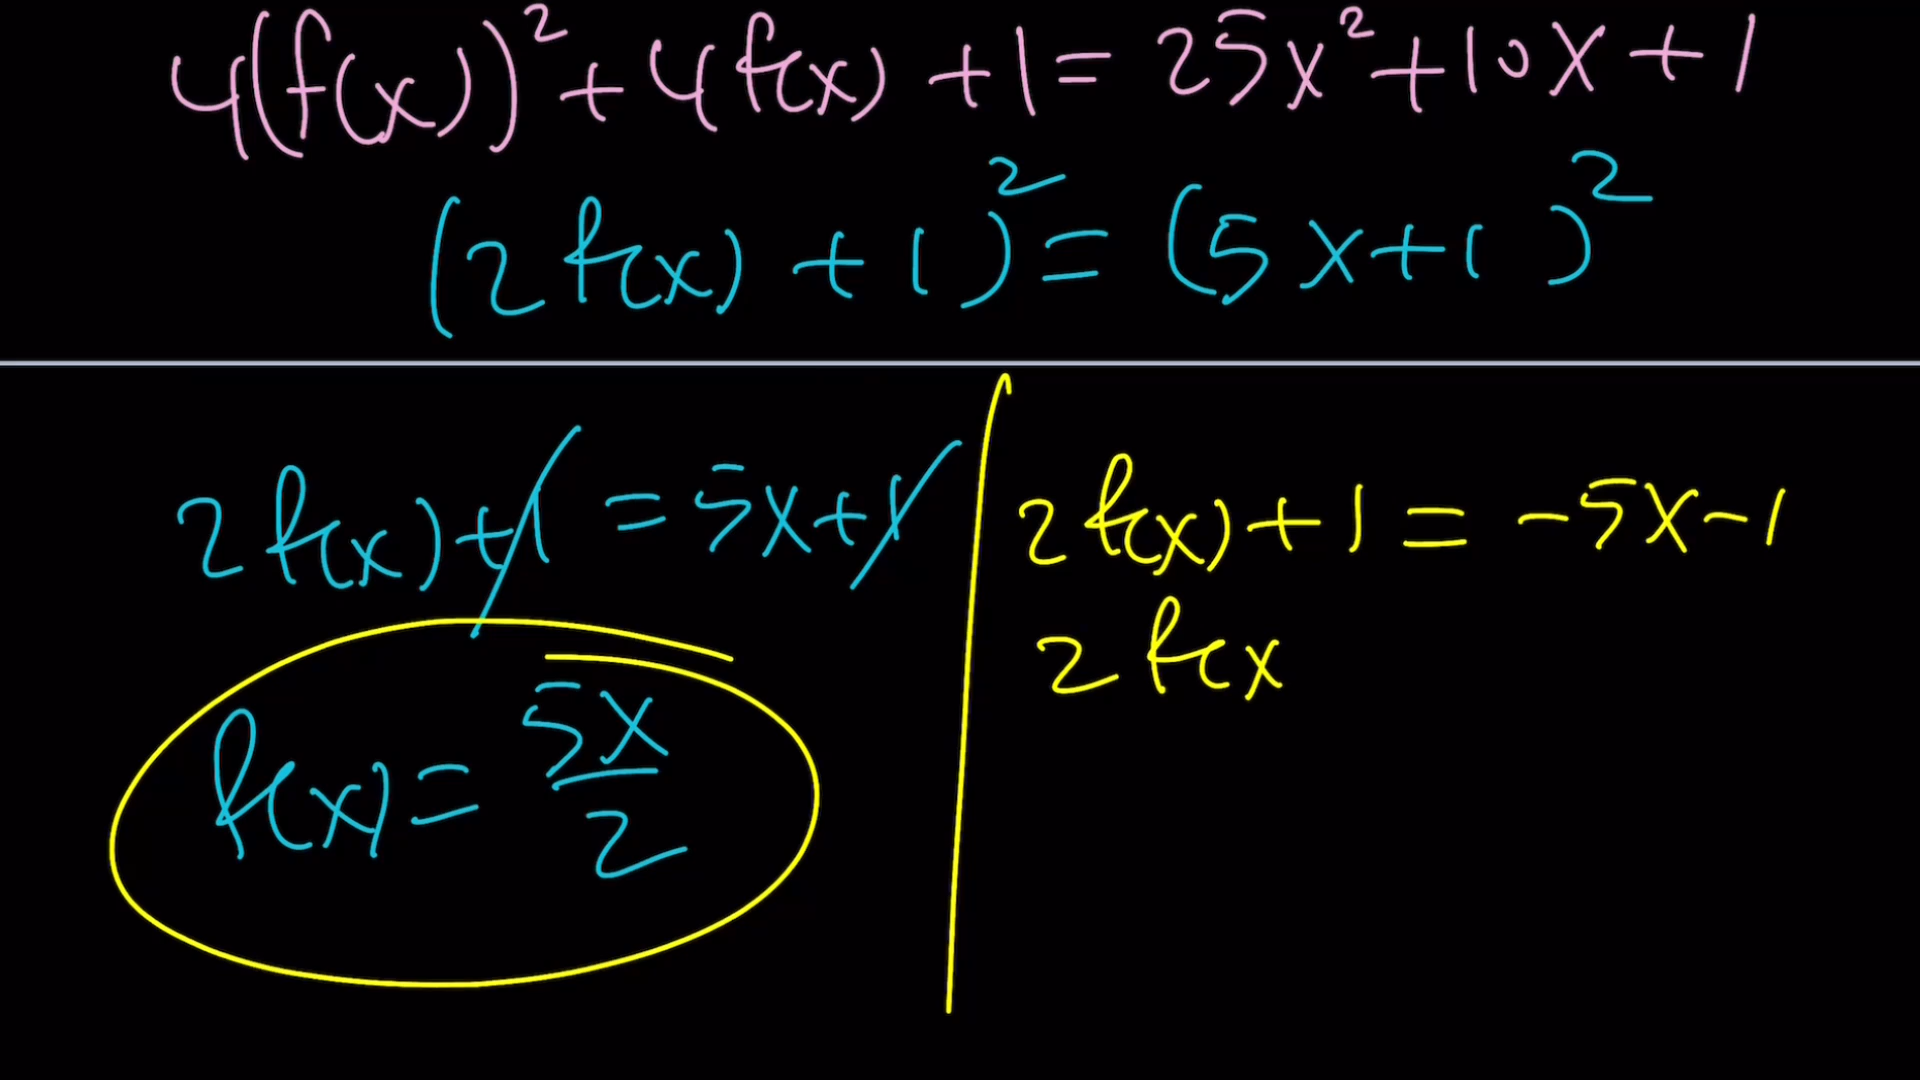 4(f(x))² + 4f(x) + 1 = 25x² + 10x + 1
(2f(x) + 1)² = (5x + 1)²
2f(x) + 1 = 5x + 1
f(x) = 5x/2
2f(x) + 1 = -5x - 1
2f(x